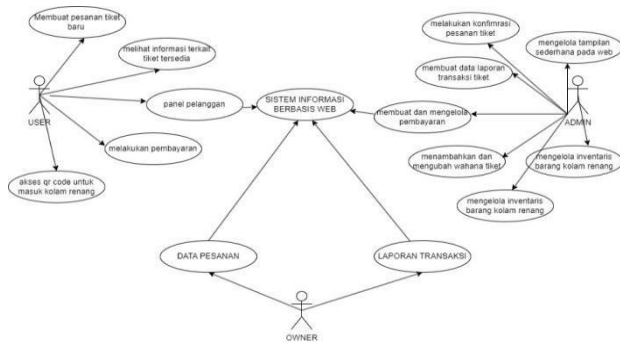 Membuat pesanan tiket
baru
melihat informasi terkait
tiket tersedia
USER
panel pelanggan
melakukan pembayaran
akses qr code untuk
masuk kolam renang
SISTEM INFORMASI
BERBASIS WEB
melakukan konfimrasi
pesanan tiket
mengelola tampilan
sederhana pada web
membuat data laporan
transaksi tiket
membuat dan mengelola
pembayaran
ADMIN
menambahkan dan
mengubah wahana tiket
mengelola inventaris
barang kolam renang
mengelola inventaris
barang kolam renang
DATA PESANAN
LAPORAN TRANSAKSI
OWNER